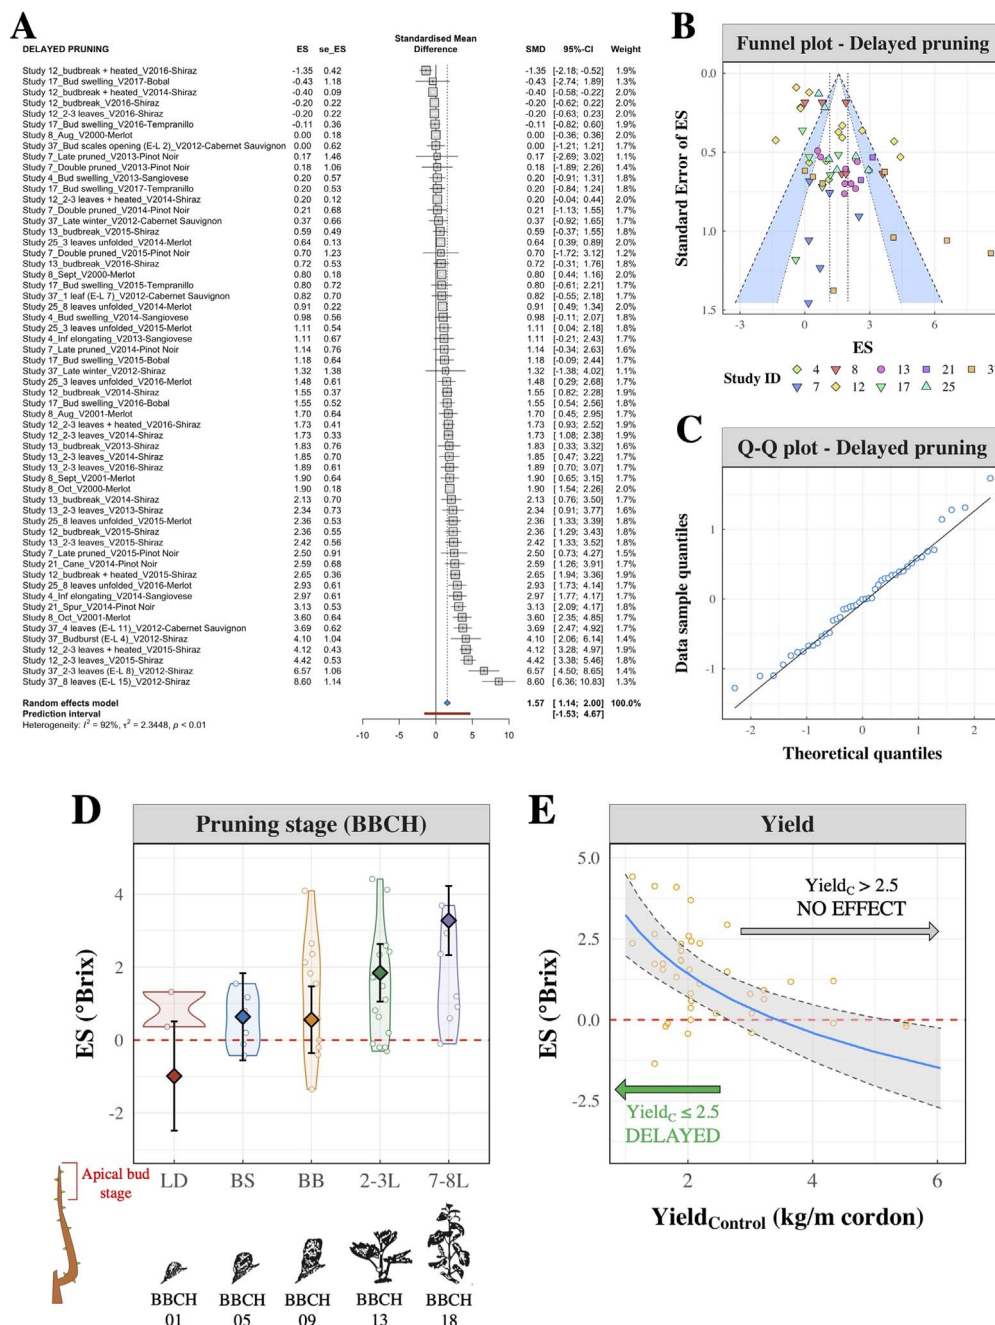 A
DELAYED PRUNING ES se_ES Standardised Mean Difference SMD 95%-CI Weight
Study 12_budbreak + heated_V2016-Shiraz -1.35 0.42 -1.35 [-2.18; -0.52] 1.9%
Study 17_Bud swelling_V2017-Bobal -0.43 1.18 -0.43 [-2.74; 1.89] 1.2%
Study 12_budbreak + heated_V2014-Shiraz -0.40 0.09 -0.40 [-0.58; -0.22] 2.0%
Study 12_budbreak_V2016-Shiraz -0.20 0.22 -0.20 [-0.62; 0.22] 2.0%
Study 12_2-3 leaves_V2016-Shiraz -0.20 0.22 -0.20 [-0.63; 0.23] 2.0%
Study 17_Bud swelling_V2016-Tempranillo -0.11 0.36 -0.11 [-0.82; 0.60] 1.9%
Study 8_Aug_V2000-Merlot 0.00 0.18 0.00 [-0.36; 0.36] 2.0%
Study 37_Bud scales opening (E-L 2)_V2012-Cabernet Sauvignon 0.00 0.62 0.00 [-1.21; 1.21] 1.7%
Study 7_Late pruned_V2013-Pinot Noir 0.17 1.46 0.17 [-2.69; 3.02] 1.1%
Study 7_Double pruned_V2013-Pinot Noir 0.18 1.06 0.18 [-1.89; 2.26] 1.4%
Study 4_Bud swelling_V2013-Sangiovese 0.20 0.57 0.20 [-0.91; 1.31] 1.8%
Study 17_Bud swelling_V2017-Tempranillo 0.20 0.53 0.20 [-0.84; 1.24] 1.8%
Study 12_2-3 leaves + heated_V2014-Shiraz 0.20 0.12 0.20 [-0.04; 0.44] 2.0%
Study 7_Double pruned_V2014-Pinot Noir 0.21 0.68 0.21 [-1.13; 1.55] 1.7%
Study 37_Late winter_V2012-Cabernet Sauvignon 0.37 0.66 0.37 [-0.92; 1.65] 1.7%
Study 13_budbreak_V2015-Shiraz 0.59 0.49 0.59 [-0.37; 1.55] 1.8%
Study 25_3 leaves unfolded_V2014-Merlot 0.64 0.13 0.64 [ 0.39; 0.89] 2.0%
Study 7_Double pruned_V2015-Pinot Noir 0.70 1.23 0.70 [-1.72; 3.12] 1.2%
Study 13_budbreak_V2016-Shiraz 0.72 0.53 0.72 [-0.31; 1.76] 1.8%
Study 8_Sept_V2000-Merlot 0.80 0.18 0.80 [ 0.44; 1.16] 2.0%
Study 17_Bud swelling_V2015-Tempranillo 0.80 0.72 0.80 [-0.61; 2.21] 1.7%
Study 37_1 leaf (E-L 7)_V2012-Cabernet Sauvignon 0.82 0.70 0.82 [-0.55; 2.18] 1.7%
Study 25_8 leaves unfolded_V2014-Merlot 0.91 0.22 0.91 [ 0.49; 1.34] 2.0%
Study 4_Bud swelling_V2014-Sangiovese 0.98 0.56 0.98 [-0.11; 2.07] 1.8%
Study 25_3 leaves unfolded_V2015-Merlot 1.11 0.54 1.11 [ 0.04; 2.18] 1.8%
Study 4_Inf elongating_V2013-Sangiovese 1.11 0.67 1.11 [-0.21; 2.43] 1.7%
Study 7_Late pruned_V2014-Pinot Noir 1.14 0.76 1.14 [-0.34; 2.63] 1.6%
Study 17_Bud swelling_V2015-Bobal 1.18 0.64 1.18 [-0.09; 2.44] 1.7%
Study 37_Late winter_V2012-Shiraz 1.32 1.38 1.32 [-1.38; 4.02] 1.1%
Study 25_3 leaves unfolded_V2016-Merlot 1.48 0.61 1.48 [ 0.29; 2.68] 1.7%
Study 12_budbreak_V2014-Shiraz 1.55 0.37 1.55 [ 0.82; 2.28] 1.9%
Study 17_Bud swelling_V2016-Bobal 1.55 0.52 1.55 [ 0.54; 2.56] 1.8%
Study 8_Aug_V2001-Merlot 1.70 0.64 1.70 [ 0.45; 2.95] 1.7%
Study 12_2-3 leaves + heated_V2016-Shiraz 1.73 0.41 1.73 [ 0.93; 2.52] 1.9%
Study 12_2-3 leaves_V2014-Shiraz 1.73 0.33 1.73 [ 1.08; 2.38] 1.9%
Study 13_budbreak_V2013-Shiraz 1.83 0.76 1.83 [ 0.33; 3.32] 1.6%
Study 13_2-3 leaves_V2014-Shiraz 1.85 0.70 1.85 [ 0.47; 3.22] 1.7%
Study 13_2-3 leaves_V2016-Shiraz 1.89 0.61 1.89 [ 0.70; 3.07] 1.7%
Study 8_Sept_V2001-Merlot 1.90 0.64 1.90 [ 0.65; 3.15] 1.7%
Study 8_Oct_V2000-Merlot 1.90 0.18 1.90 [ 1.54; 2.26] 2.0%
Study 13_budbreak_V2014-Shiraz 2.13 0.70 2.13 [ 0.76; 3.50] 1.7%
Study 13_2-3 leaves_V2013-Shiraz 2.34 0.73 2.34 [ 0.91; 3.77] 1.6%
Study 25_8 leaves unfolded_V2015-Merlot 2.36 0.53 2.36 [ 1.33; 3.39] 1.8%
Study 12_budbreak_V2015-Shiraz 2.36 0.55 2.36 [ 1.29; 3.43] 1.8%
Study 13_2-3 leaves_V2015-Shiraz 2.42 0.56 2.42 [ 1.33; 3.52] 1.8%
Study 7_Late pruned_V2015-Pinot Noir 2.50 0.91 2.50 [ 0.73; 4.27] 1.5%
Study 21_Cane_V2014-Pinot Noir 2.59 0.68 2.59 [ 1.26; 3.91] 1.7%
Study 12_budbreak + heated_V2015-Shiraz 2.65 0.36 2.65 [ 1.94; 3.36] 1.9%
Study 25_8 leaves unfolded_V2016-Merlot 2.93 0.61 2.93 [ 1.73; 4.14] 1.7%
Study 4_Inf elongating_V2014-Sangiovese 2.97 0.61 2.97 [ 1.77; 4.17] 1.7%
Study 21_Spur_V2014-Pinot Noir 3.13 0.53 3.13 [ 2.09; 4.17] 1.8%
Study 8_Oct_V2001-Merlot 3.60 0.64 3.60 [ 2.35; 4.85] 1.7%
Study 37_4 leaves (E-L 11)_V2012-Cabernet Sauvignon 3.69 0.62 3.69 [ 2.47; 4.92] 1.7%
Study 37_Budburst (E-L 4)_V2012-Shiraz 4.10 1.04 4.10 [ 2.06; 6.14] 1.4%
Study 12_2-3 leaves + heated_V2015-Shiraz 4.12 0.43 4.12 [ 3.28; 4.97] 1.9%
Study 12_2-3 leaves_V2015-Shiraz 4.42 0.53 4.42 [ 3.38; 5.46] 1.8%
Study 37_2-3 leaves (E-L 8)_V2012-Shiraz 6.57 1.06 6.57 [ 4.50; 8.65] 1.4%
Study 37_8 leaves (E-L 15)_V2012-Shiraz 8.60 1.14 8.60 [ 6.36; 10.83] 1.3%
Random effects model 1.57 [ 1.14; 2.00] 100.0%
Prediction interval [-1.53; 4.67]
Heterogeneity: I² = 92%, τ² = 2.3448, p < 0.01
-10 -5 0 5 10
B
Funnel plot - Delayed pruning
Standard Error of ES
0.0
0.5
1.0
1.5
-3 0 3 6
ES
Study ID 4 8 13 21 3
7 12 17 25
C
Q-Q plot - Delayed pruning
Data sample quantiles
1
0
-1
-2 -1 0 1 2
Theoretical quantiles
D
Pruning stage (BBCH)
ES (°Brix)
4
2
0
-2
LD BS BB 2-3L 7-8L
Apical bud
stage
BBCH BBCH BBCH BBCH BBCH
01 05 09 13 18
E
Yield
ES (°Brix)
5.0
2.5
0.0
-2.5
YieldC > 2.5
NO EFFECT
YieldC ≤ 2.5
DELAYED
2 4 6
YieldControl (kg/m cordon)